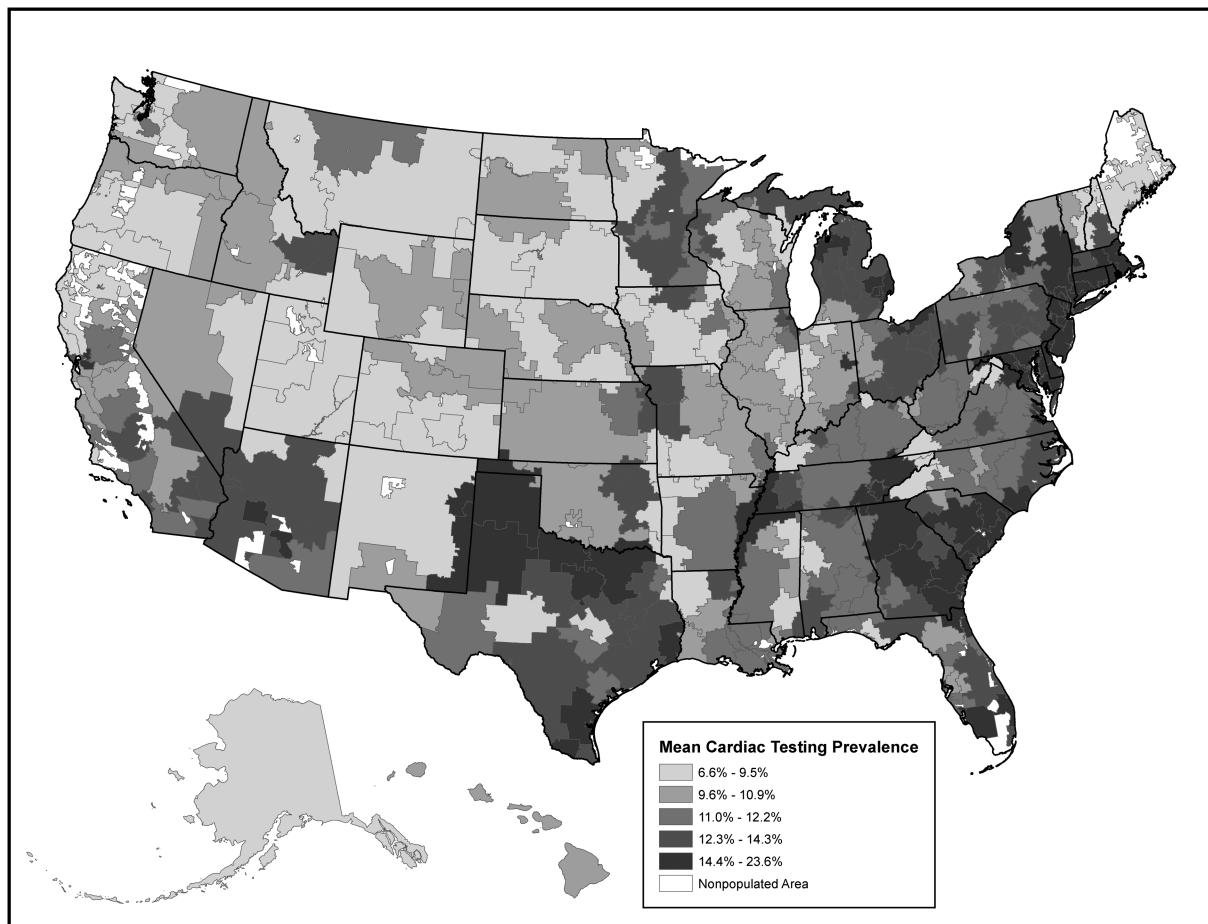 Mean Cardiac Testing Prevalence
6.6% - 9.5%
9.6% - 10.9%
11.0% - 12.2%
12.3% - 14.3%
14.4% - 23.6%
Nonpopulated Area